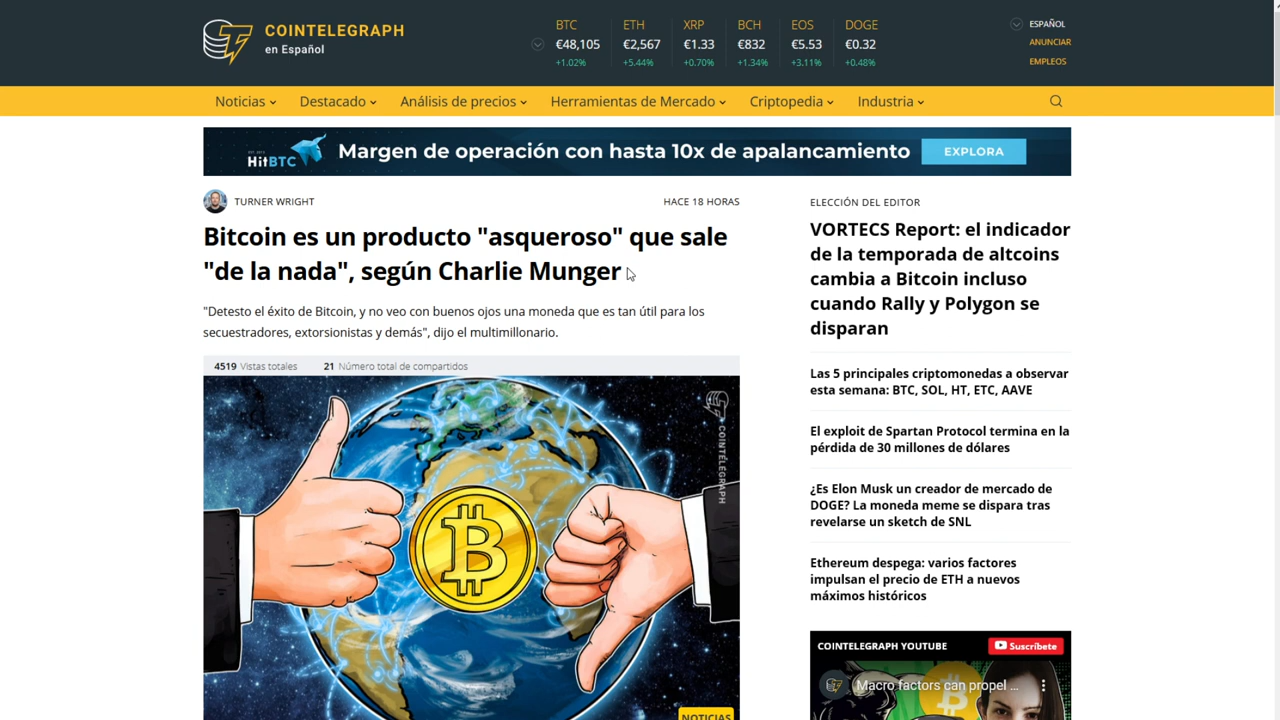 COINTELEGRAPH
en Español
BTC ETH XRP BCH EOS DOGE
€48,105 €2,567 €1.33 €832 €5.53 €0.32
+1.02% +5.44% +0.70% +1.34% +3.11% +0.48%
ESPAÑOL
ANUNCIAR
EMPLEOS
Noticias Destacado Análisis de precios Herramientas de Mercado Criptopedia Industria
HitBTC Margen de operación con hasta 10x de apalancamiento EXPLORA
TURNER WRIGHT HACE 18 HORAS
Bitcoin es un producto "asqueroso" que sale
"de la nada", según Charlie Munger
"Detesto el éxito de Bitcoin, y no veo con buenos ojos una moneda que es tan útil para los
secuestradores, extorsionistas y demás", dijo el multimillonario.
4519 Vistas totales 21 Número total de compartidos
COINTELEGRAPH
NOTICIAS
ELECCIÓN DEL EDITOR
VORTECS Report: el indicador
de la temporada de altcoins
cambia a Bitcoin incluso
cuando Rally y Polygon se
disparan
Las 5 principales criptomonedas a observar
esta semana: BTC, SOL, HT, ETC, AAVE
El exploit de Spartan Protocol termina en la
pérdida de 30 millones de dólares
¿Es Elon Musk un creador de mercado de
DOGE? La moneda meme se dispara tras
revelarse un sketch de SNL
Ethereum despega: varios factores
impulsan el precio de ETH a nuevos
máximos históricos
COINTELEGRAPH YOUTUBE Suscríbete
Macro factors can propel ...